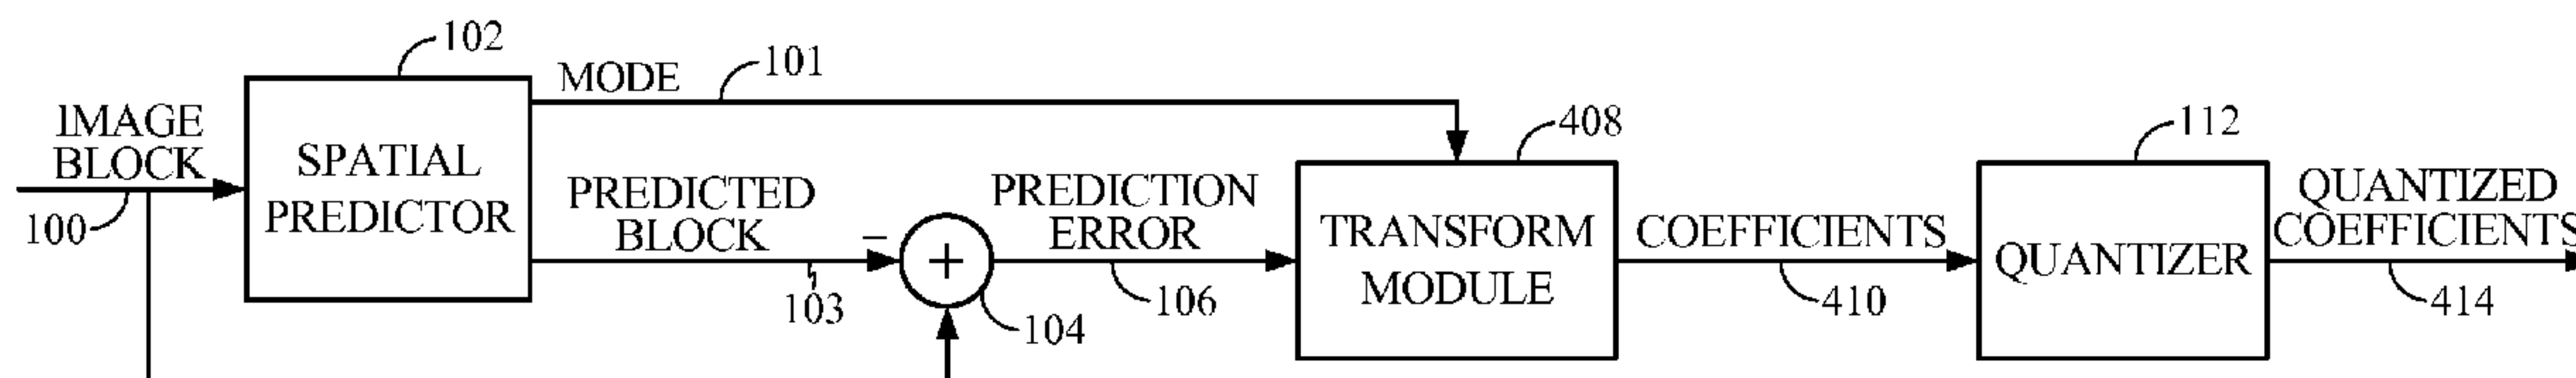 102
MODE
101
IMAGE
BLOCK
100
SPATIAL
PREDICTOR
PREDICTED
BLOCK
103
−
+
104
PREDICTION
ERROR
106
408
TRANSFORM
MODULE
COEFFICIENTS
410
112
QUANTIZER
QUANTIZED
COEFFICIENTS
414